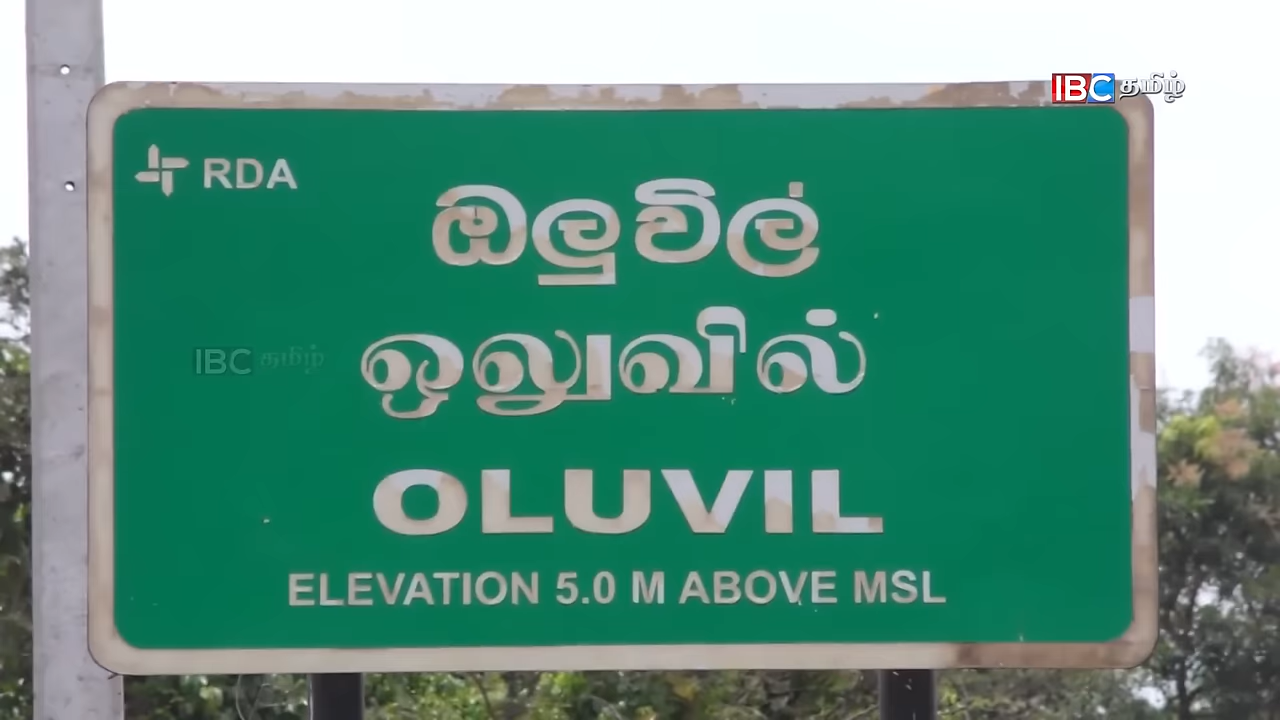 IBC தமிழ்
RDA
ඔලුවිල්
ஒலுவில்
IBC தமிழ்
OLUVIL
ELEVATION 5.0 M ABOVE MSL